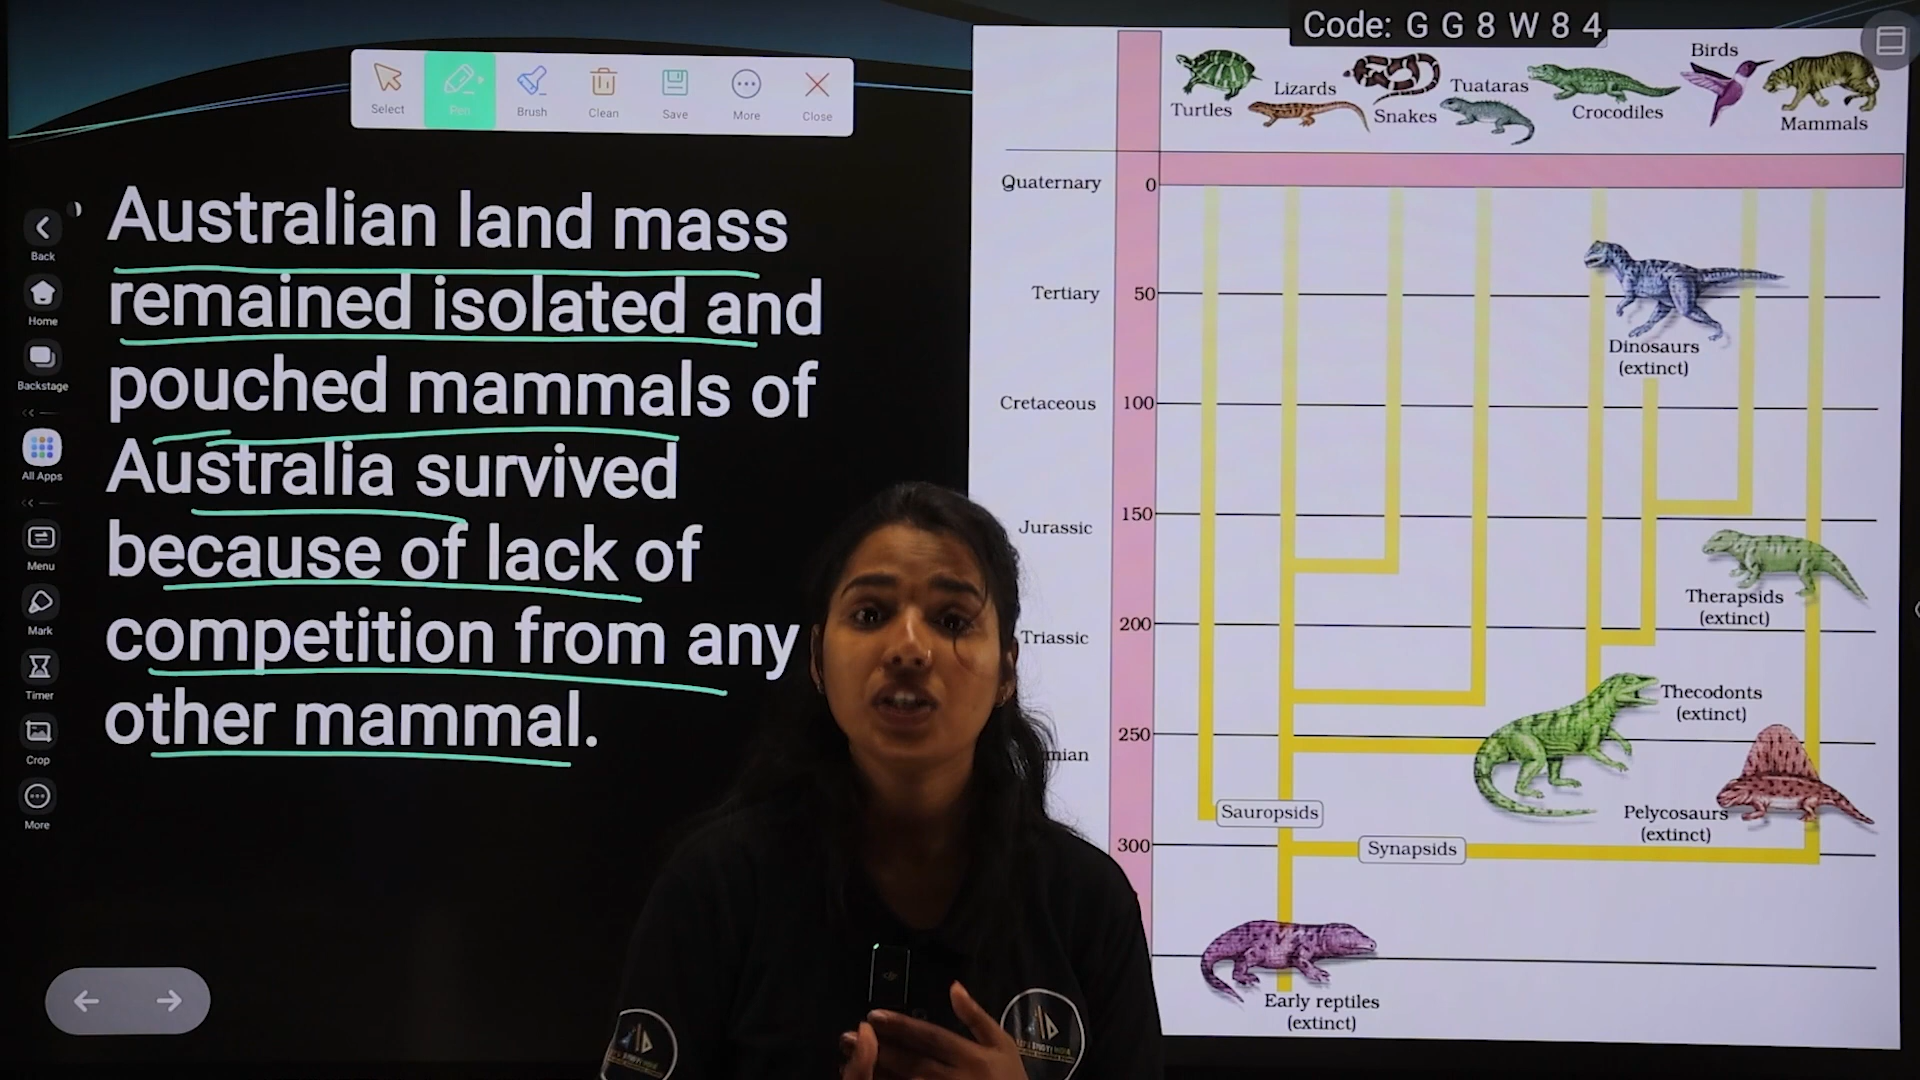 Code: G G 8 W 8 4
Select
Pen
Brush
Clean
Save
More
Close
Back
Home
Backstage
All Apps
Menu
Mark
Timer
Crop
More
Australian land mass
remained isolated and
pouched mammals of
Australia survived
because of lack of
competition from any
other mammal.
Turtles
Lizards
Snakes
Tuataras
Crocodiles
Birds
Mammals
Quaternary
0
Tertiary
50
Dinosaurs
(extinct)
Cretaceous
100
150
Jurassic
Therapsids
(extinct)
200
Triassic
Thecodonts
(extinct)
250
mian
Sauropsids
Pelycosaurs
(extinct)
300
Synapsids
Early reptiles
(extinct)